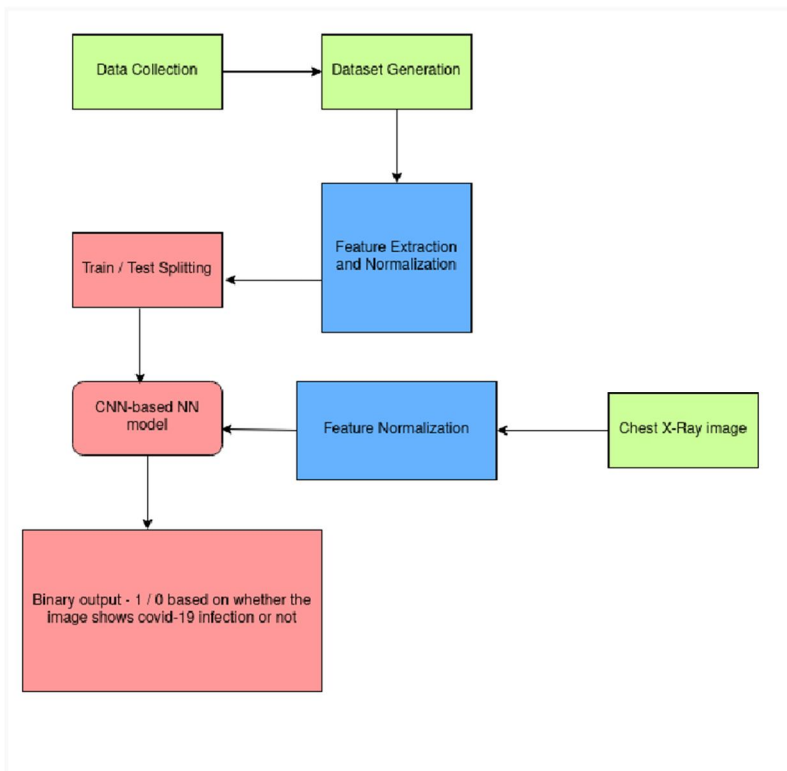 Data Collection
Dataset Generation
Feature Extraction
and Normalization
Train / Test Splitting
CNN-based NN
model
Feature Normalization
Chest X-Ray image
Binary output - 1 / 0 based on whether the
image shows covid-19 infection or not